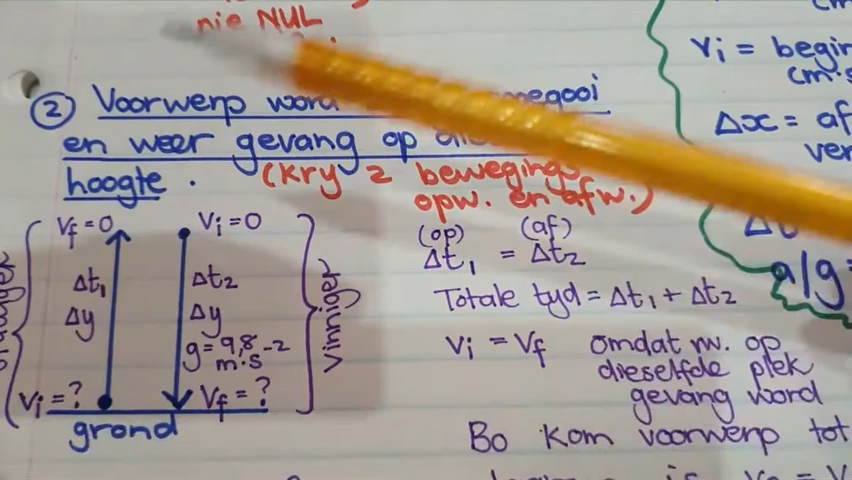 nie NUL
② Voorwerp word
en weer gevang op
hoogte.
(kry 2 bewegings
opw. en afw.)
Vf = 0
Vi = 0
Δt1
Δt2
Δy
Δy
g = 9,8
m·s-2
Vi = ?
Vf = ?
grond
vinniger
(op) (af)
Δt1 = Δt2
Totale tyd = Δt1 + Δt2
Vi = Vf omdat nw. op
dieselfde plek
gevang word
Bo kom voorwerp tot
is
Vi = begin
cm·s
Δx = af
ver
a/g =